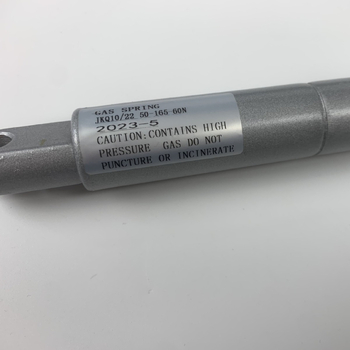 GAS SPRING
JKQ10/22 50-165-60N
2023-5
CAUTION:CONTAINS HIGH
PRESSURE GAS DO NOT
PUNCTURE OR INCINERATE